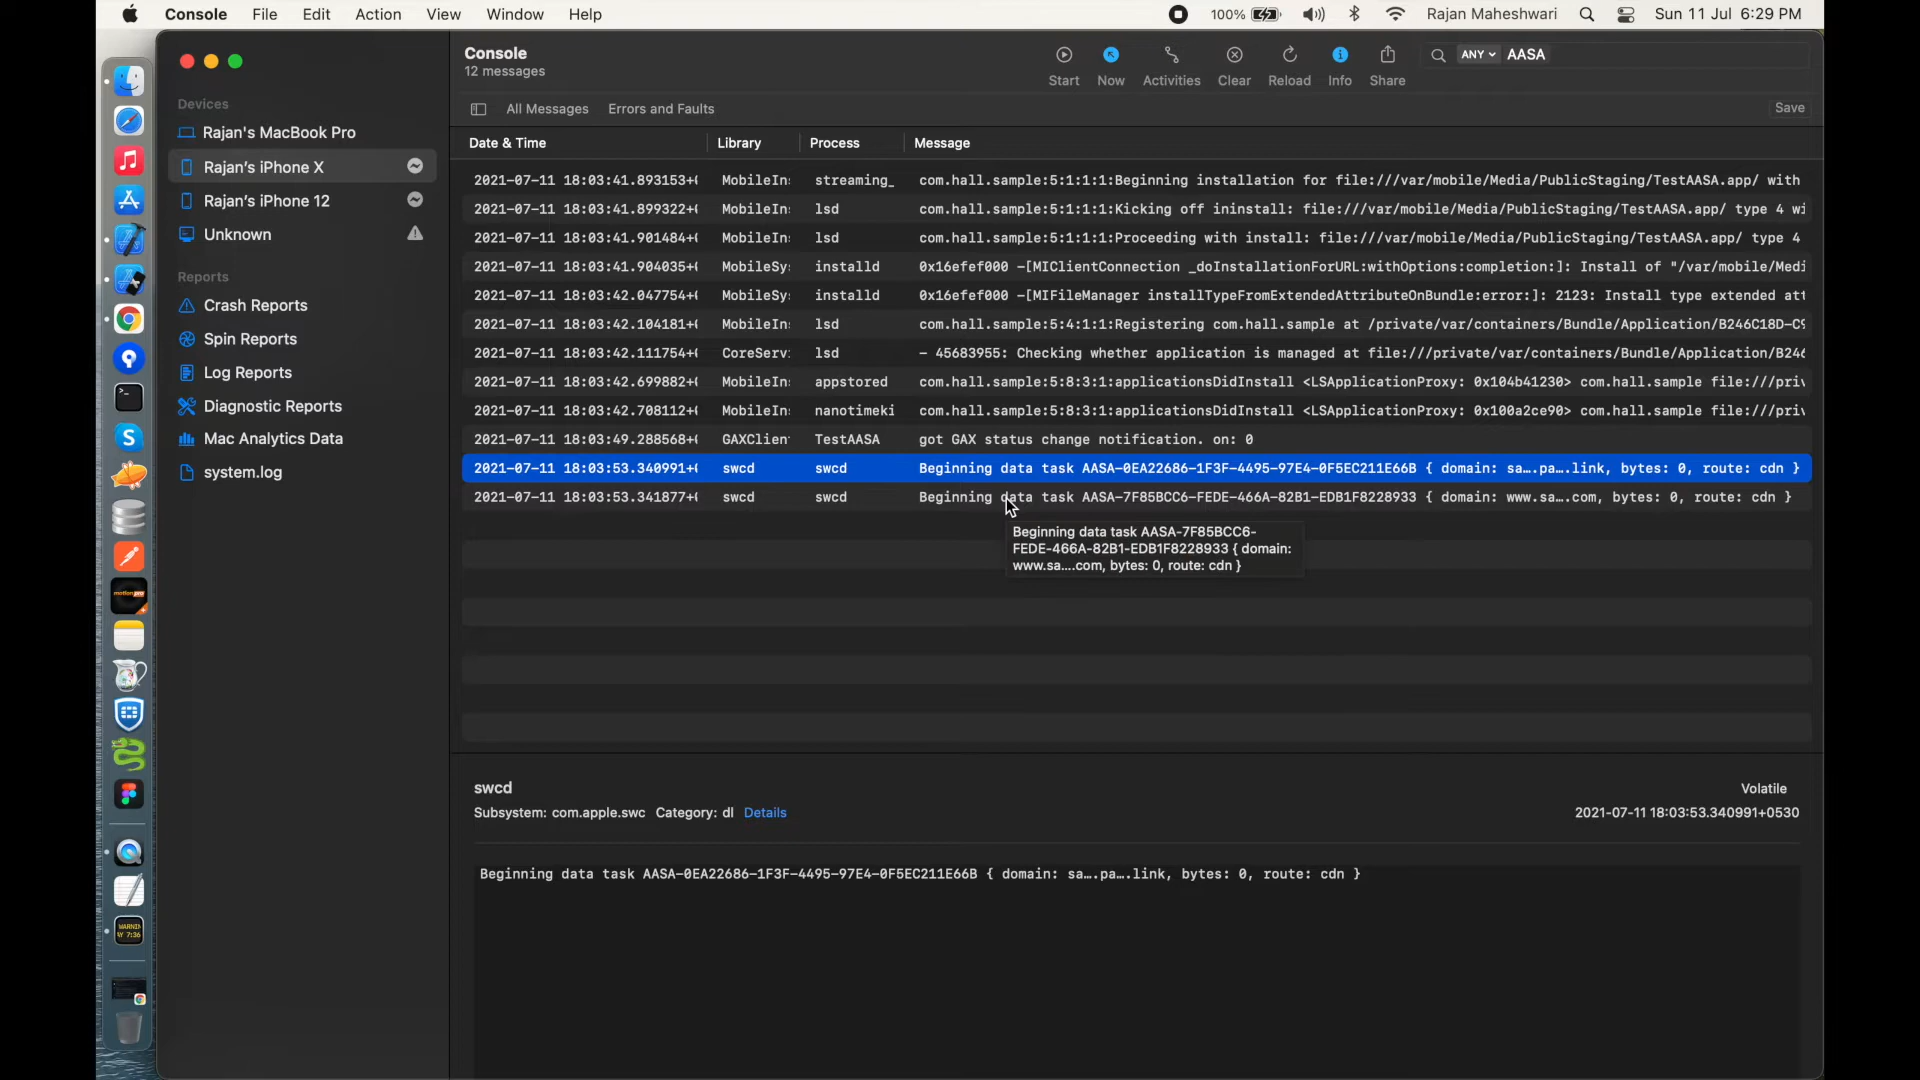 Console File Edit Action View Window Help 100% Rajan Maheshwari Sun 11 Jul 6:29 PM
Console
12 messages
Start Now Activities Clear Reload Info Share
ANY AASA
All Messages Errors and Faults Save
Devices
Rajan's MacBook Pro
Rajan's iPhone X
Rajan's iPhone 12
Unknown
Reports
Crash Reports
Spin Reports
Log Reports
Diagnostic Reports
Mac Analytics Data
system.log
Date & Time Library Process Message
2021-07-11 18:03:41.893153+( MobileIn: streaming_ com.hall.sample:5:1:1:1:Beginning installation for file:///var/mobile/Media/PublicStaging/TestAASA.app/ with
2021-07-11 18:03:41.899322+( MobileIn: lsd com.hall.sample:5:1:1:1:Kicking off ininstall: file:///var/mobile/Media/PublicStaging/TestAASA.app/ type 4 wi
2021-07-11 18:03:41.901484+( MobileIn: lsd com.hall.sample:5:1:1:1:Proceeding with install: file:///var/mobile/Media/PublicStaging/TestAASA.app/ type 4
2021-07-11 18:03:41.904035+( MobileSy: installd 0x16efef000 -[MIClientConnection _doInstallationForURL:withOptions:completion:]: Install of "/var/mobile/Medi
2021-07-11 18:03:42.047754+( MobileSy: installd 0x16efef000 -[MIFileManager installTypeFromExtendedAttributeOnBundle:error:]: 2123: Install type extended att
2021-07-11 18:03:42.104181+( MobileIn: lsd com.hall.sample:5:4:1:1:Registering com.hall.sample at /private/var/containers/Bundle/Application/B246C18D-C9
2021-07-11 18:03:42.111754+( CoreServ: lsd - 45683955: Checking whether application is managed at file:///private/var/containers/Bundle/Application/B246
2021-07-11 18:03:42.699882+( MobileIn: appstored com.hall.sample:5:8:3:1:applicationsDidInstall <LSApplicationProxy: 0x104b41230> com.hall.sample file:///priv
2021-07-11 18:03:42.708112+( MobileIn: nanotimeki com.hall.sample:5:8:3:1:applicationsDidInstall <LSApplicationProxy: 0x100a2ce90> com.hall.sample file:///priv
2021-07-11 18:03:49.288568+( GAXClien TestAASA got GAX status change notification. on: 0
2021-07-11 18:03:53.340991+( swcd swcd Beginning data task AASA-0EA22686-1F3F-4495-97E4-0F5EC211E66B { domain: sa….pa….link, bytes: 0, route: cdn }
2021-07-11 18:03:53.341877+( swcd swcd Beginning data task AASA-7F85BCC6-FEDE-466A-82B1-EDB1F8228933 { domain: www.sa….com, bytes: 0, route: cdn }
Beginning data task AASA-7F85BCC6-
FEDE-466A-82B1-EDB1F8228933 { domain:
www.sa….com, bytes: 0, route: cdn }
swcd Volatile
Subsystem: com.apple.swc Category: dl Details 2021-07-11 18:03:53.340991+0530
Beginning data task AASA-0EA22686-1F3F-4495-97E4-0F5EC211E66B { domain: sa….pa….link, bytes: 0, route: cdn }